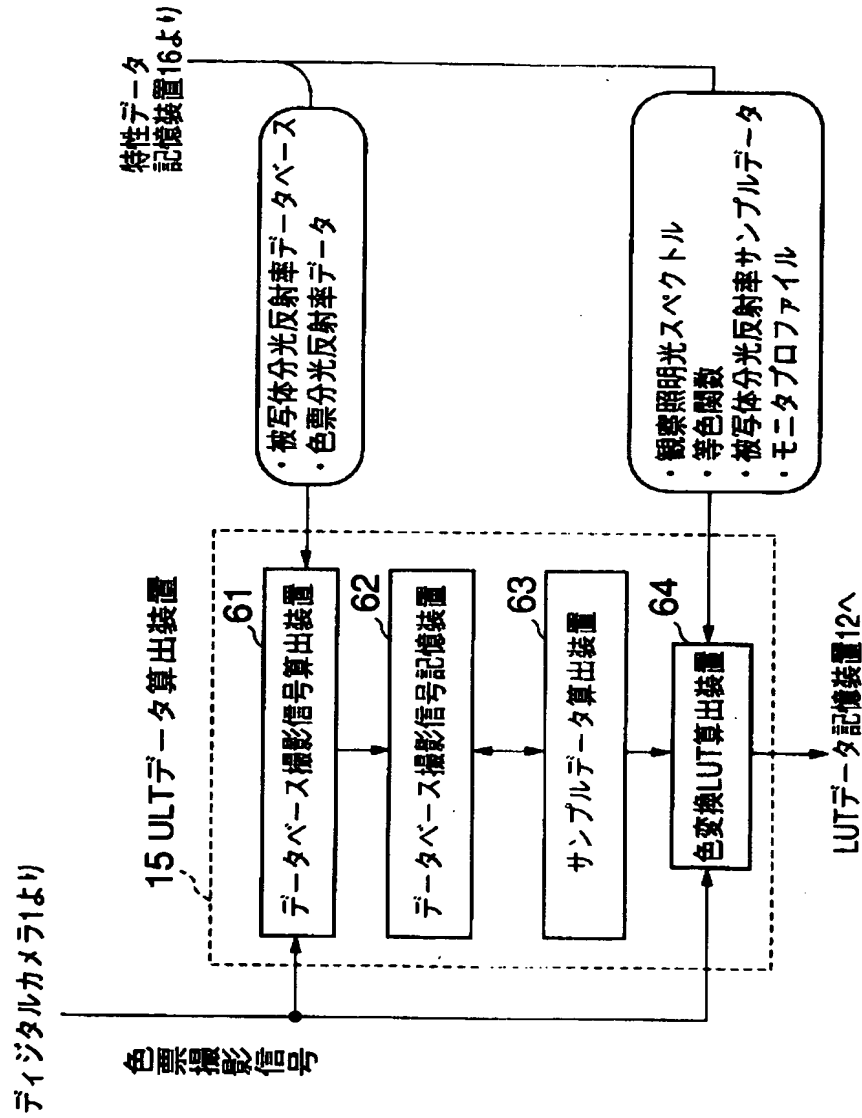 ディジタルカメラ1より
色票撮影信号
15 ULTデータ算出装置
61
データベース撮影信号算出装置
62
データベース撮影信号記憶装置
63
サンプルデータ算出装置
64
色変換LUT算出装置
LUTデータ記憶装置12へ
特性データ
記憶装置16より
・被写体分光反射率データベース
・色票分光反射率データ
・観察照明光スペクトル
・等色関数
・被写体分光反射率サンプルデータ
・モニタプロファイル